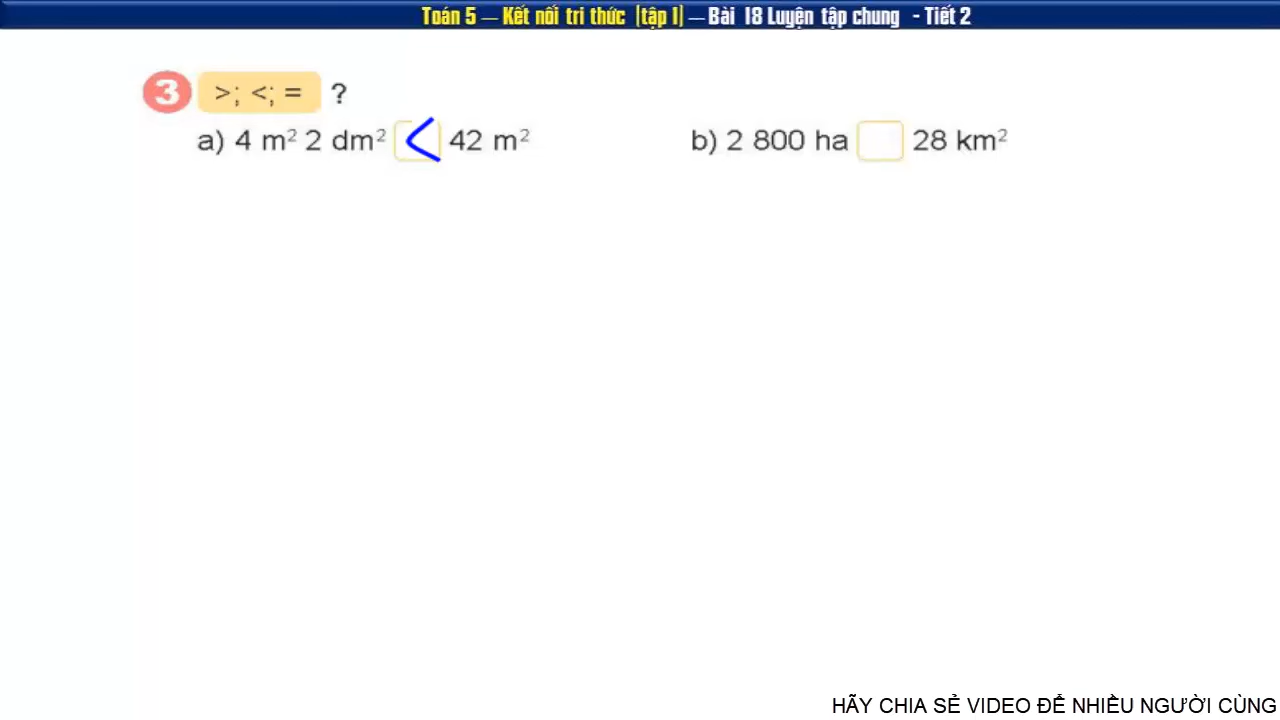 Toán 5 – Kết nối tri thức (tập 1) – Bài 18 Luyện tập chung - Tiết 2
3 >; <; = ?
a) 4 m² 2 dm² < 42 m² b) 2 800 ha 28 km²
HÃY CHIA SẺ VIDEO ĐỂ NHIỀU NGƯỜI CÙNG